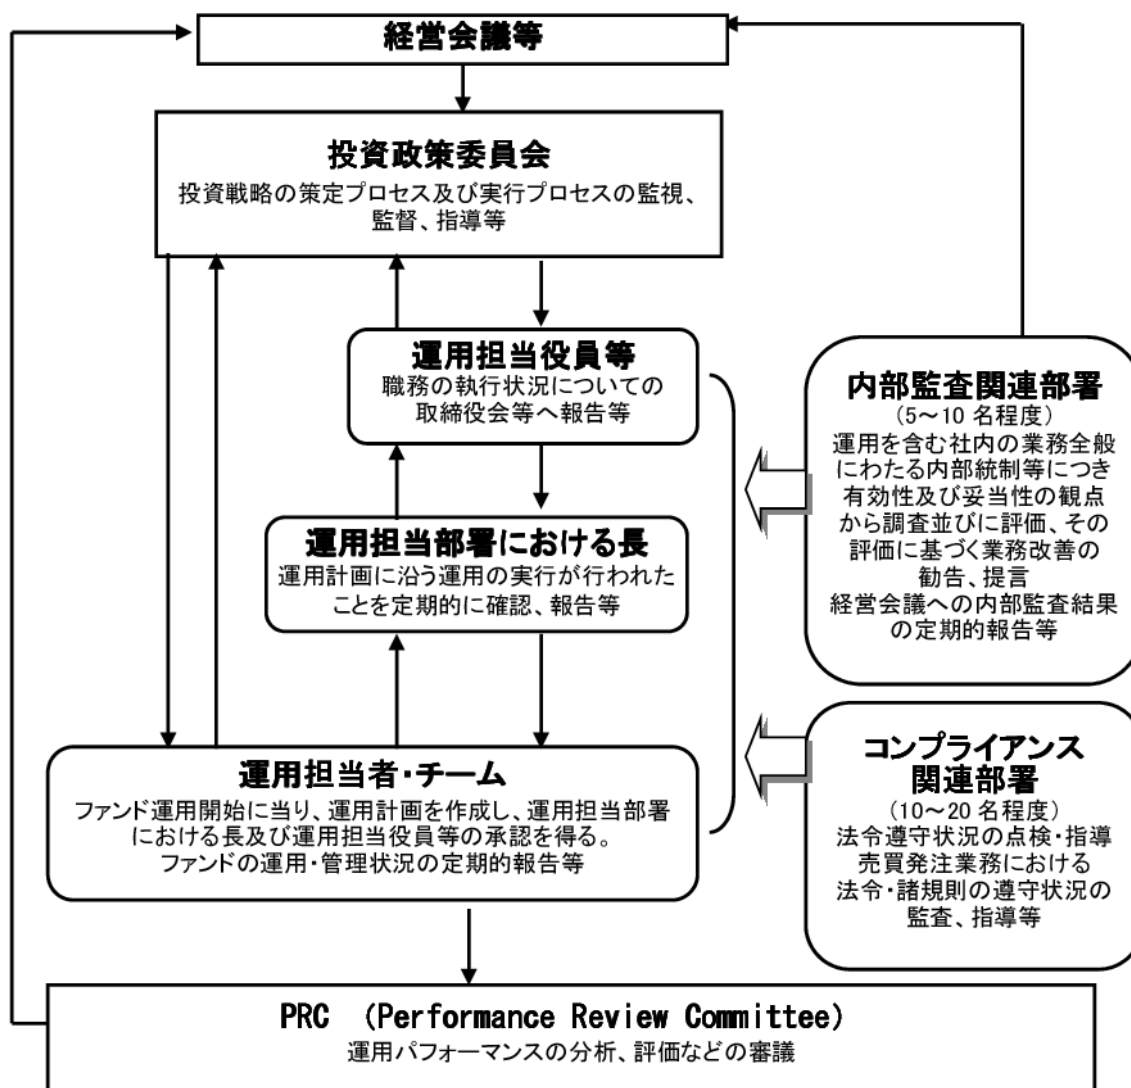 経営会議等
投資政策委員会
投資戦略の策定プロセス及び実行プロセスの監視、
監督、指導等
運用担当役員等
職務の執行状況についての
取締役会等へ報告等
運用担当部署における長
運用計画に沿う運用の実行が行われた
ことを定期的に確認、報告等
運用担当者・チーム
ファンド運用開始に当り、運用計画を作成し、運用担当部署
における長及び運用担当役員等の承認を得る。
ファンドの運用・管理状況の定期的報告等
内部監査関連部署
（5～10 名程度）
運用を含む社内の業務全般
にわたる内部統制等につき
有効性及び妥当性の観点
から調査並びに評価、その
評価に基づく業務改善の
勧告、提言
経営会議への内部監査結果
の定期的報告等
コンプライアンス
関連部署
（10～20 名程度）
法令遵守状況の点検・指導
売買発注業務における
法令・諸規則の遵守状況の
監査、指導等
PRC （Performance Review Committee）
運用パフォーマンスの分析、評価などの審議